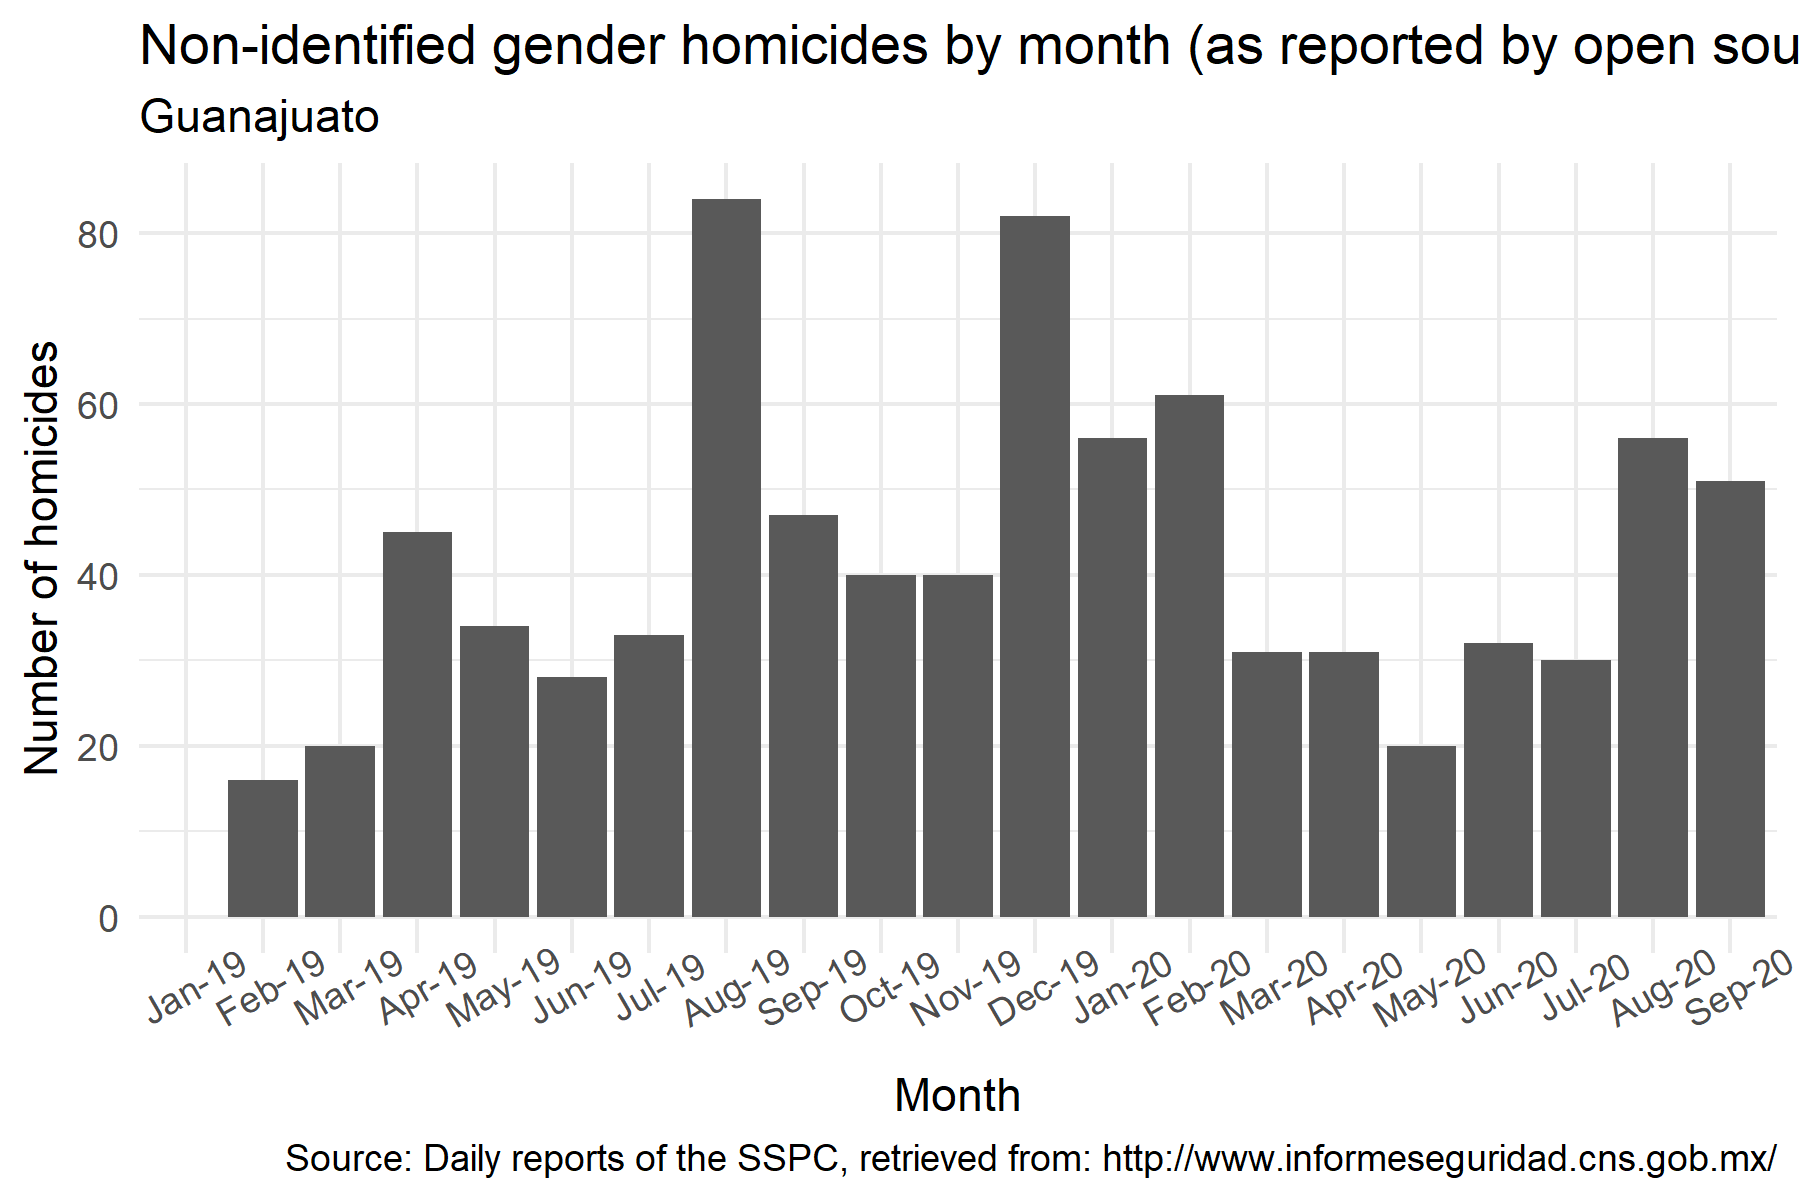 Non-identified gender homicides by month (as reported by open sou
Guanajuato
Number of homicides
80
60
40
20
0
Jan-19
Feb-19
Mar-19
Apr-19
May-19
Jun-19
Jul-19
Aug-19
Sep-19
Oct-19
Nov-19
Dec-19
Jan-20
Feb-20
Mar-20
Apr-20
May-20
Jun-20
Jul-20
Aug-20
Sep-20
Month
Source: Daily reports of the SSPC, retrieved from: http://www.informeseguridad.cns.gob.mx/